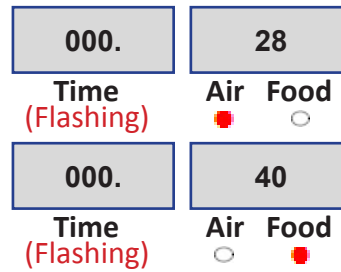 000. 28
Time Air Food
(Flashing)
000. 40
Time Air Food
(Flashing)